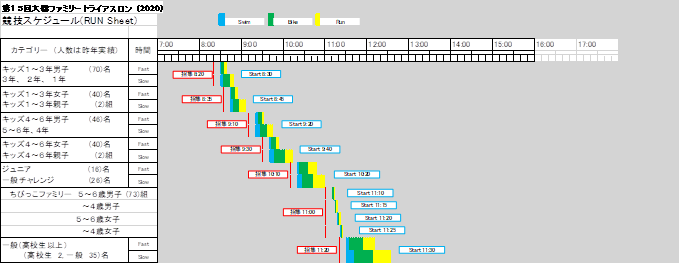 第15回大磯ファミリートライアスロン (2020)
競技スケジュール(RUN Sheet)
Swim Bike Run
カテゴリー (人数は昨年実績) 時間 7:00 8:00 9:00 10:00 11:00 12:00 13:00 14:00 15:00 16:00 17:00
キッズ1〜3年男子 (70)名 Fast
招集 8:20 Start 8:30
3年、2年、1年 Slow
キッズ1〜3年女子 (40)名 Fast
招集 8:35 Start 8:45
キッズ1〜3年親子 (2)組 Slow
キッズ4〜6年男子 (46)名 Fast
招集 9:10 Start 9:20
5〜6年、4年 Slow
キッズ4〜6年女子 (40)名 Fast
招集 9:30 Start 9:40
キッズ4〜6年親子 (2)組 Slow
ジュニア (16)名 Fast
招集 10:10 Start 10:20
一般チャレンジ (26)名 Slow
ちびっこファミリー 5〜6歳男子 (73)組 Start 11:10
〜4歳男子 Start 11:15
招集 11:00
5〜6歳女子 Start 11:20
〜4歳女子 Start 11:25
一般(高校生以上) Fast
招集 11:20 Start 11:30
(高校生 2, 一般 35)名 Slow